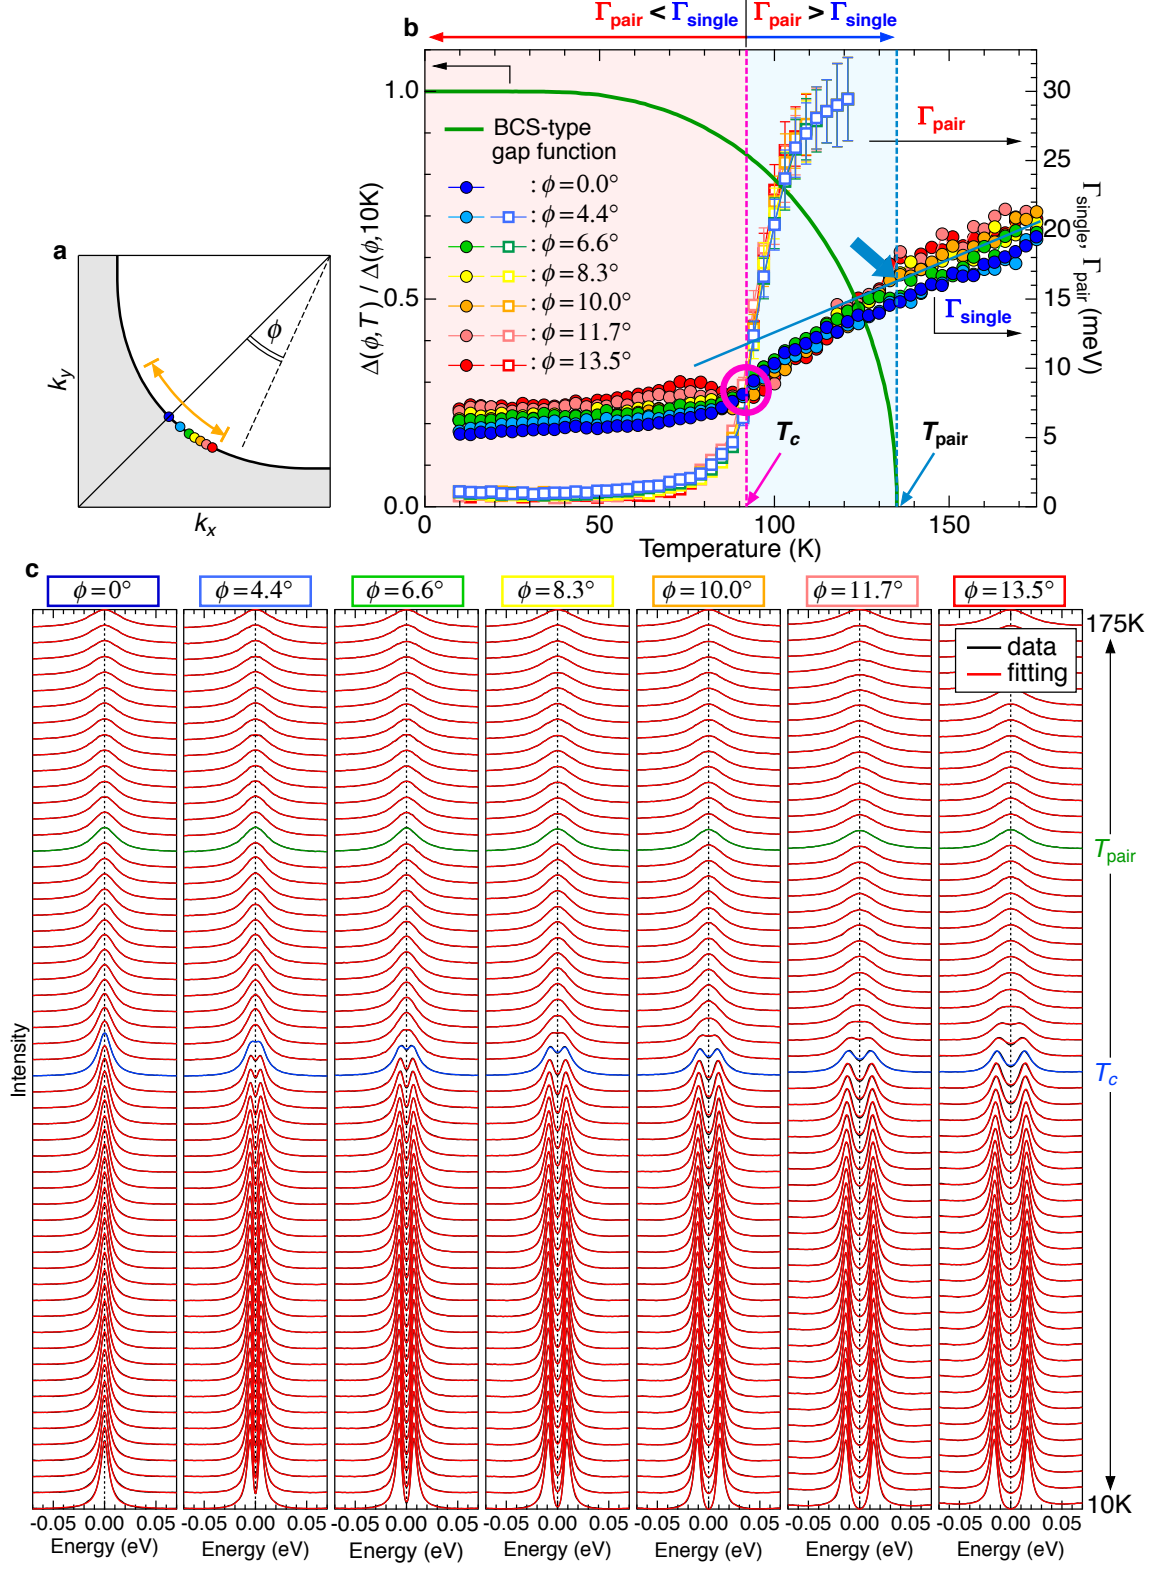 Γpair < Γsingle
Γpair > Γsingle
b
1.0
0.5
0.0
Δ(ϕ, T ) / Δ(ϕ, 10K)
BCS-type
gap function
: ϕ = 0.0°
: ϕ = 4.4°
: ϕ = 6.6°
: ϕ = 8.3°
: ϕ = 10.0°
: ϕ = 11.7°
: ϕ = 13.5°
Γpair
Γsingle
Tc
Tpair
30
25
20
15
10
5
0
Γsingle, Γpair (meV)
0
50
100
150
Temperature (K)
a
ϕ
ky
kx
c
ϕ = 0°
ϕ = 4.4°
ϕ = 6.6°
ϕ = 8.3°
ϕ = 10.0°
ϕ = 11.7°
ϕ = 13.5°
data
fitting
175K
Tpair
Tc
10K
Intensity
-0.05 0.00 0.05
-0.05 0.00 0.05
-0.05 0.00 0.05
-0.05 0.00 0.05
-0.05 0.00 0.05
-0.05 0.00 0.05
-0.05 0.00 0.05
Energy (eV)
Energy (eV)
Energy (eV)
Energy (eV)
Energy (eV)
Energy (eV)
Energy (eV)